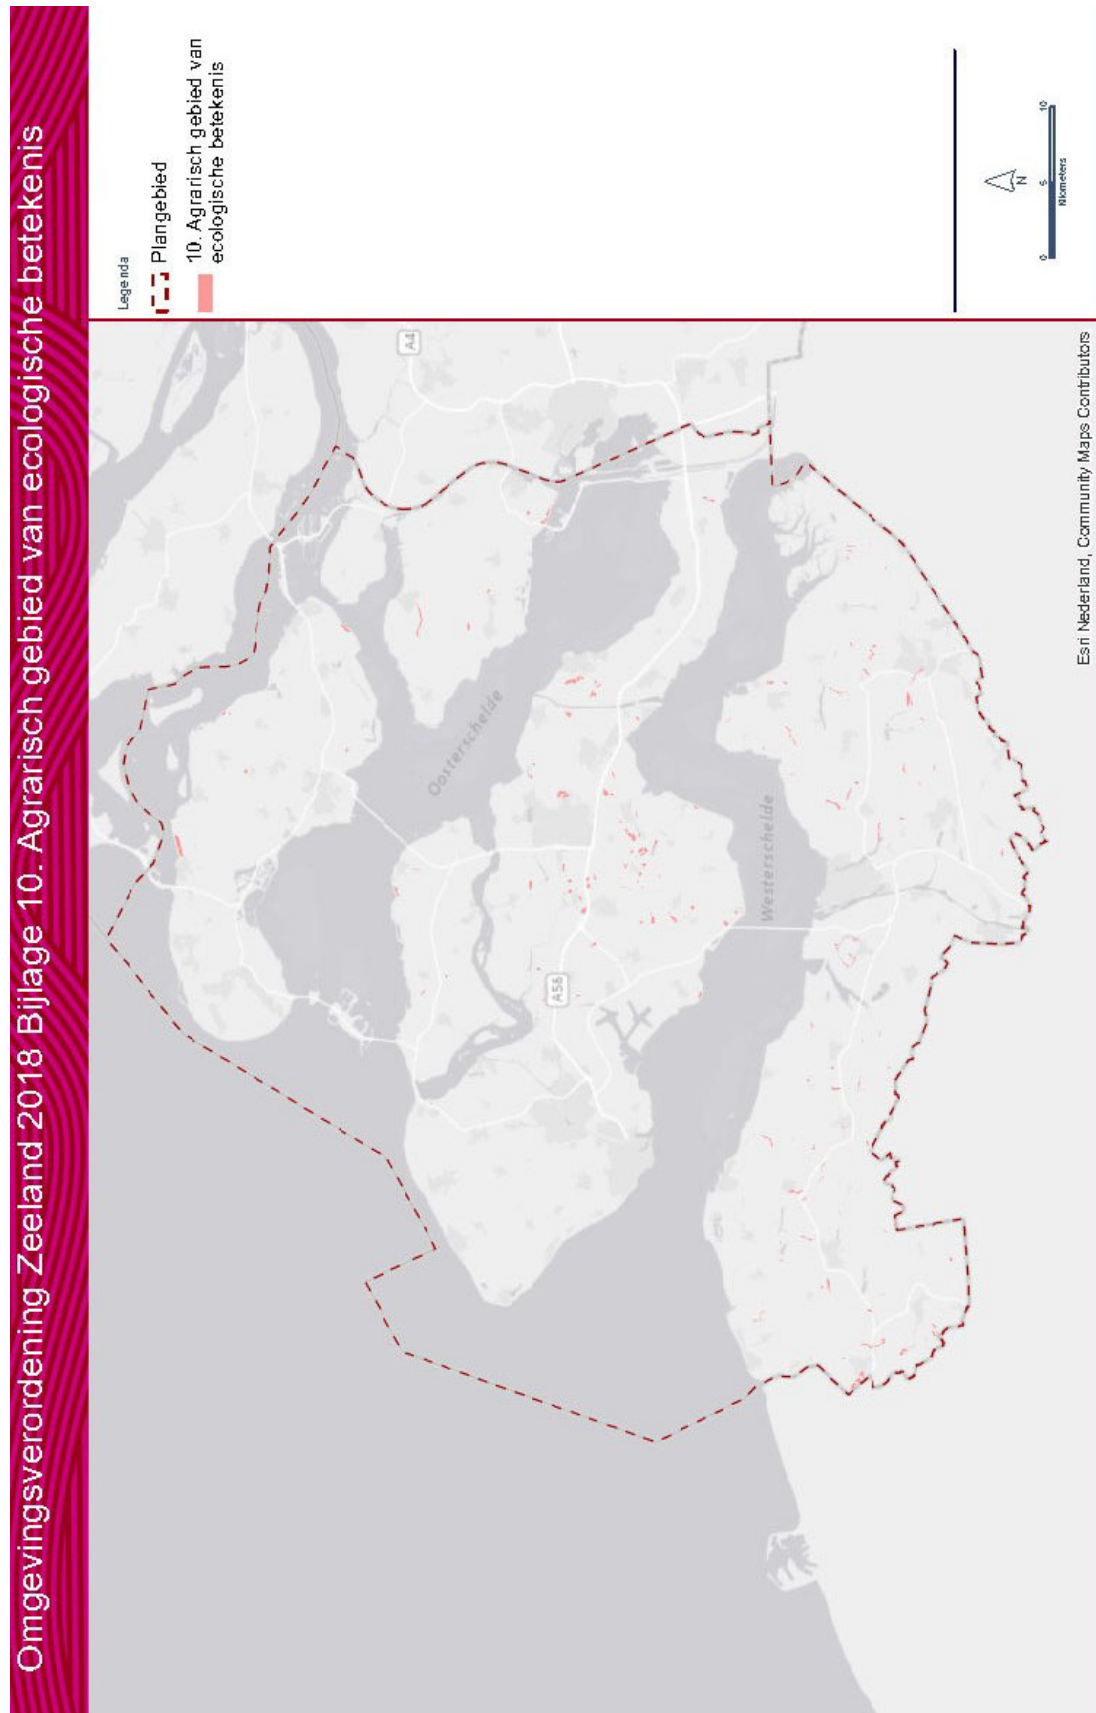 Omgevingsverordening Zeeland 2018 Bijlage 10. Agrarisch gebied van ecologische betekenis
Legenda
Plangebied
10. Agrarisch gebied van
ecologische betekenis
A4
Oosterschelde
A58
Westerschelde
N
0 5 10
Kilometers
Esri Nederland, Community Maps Contributors